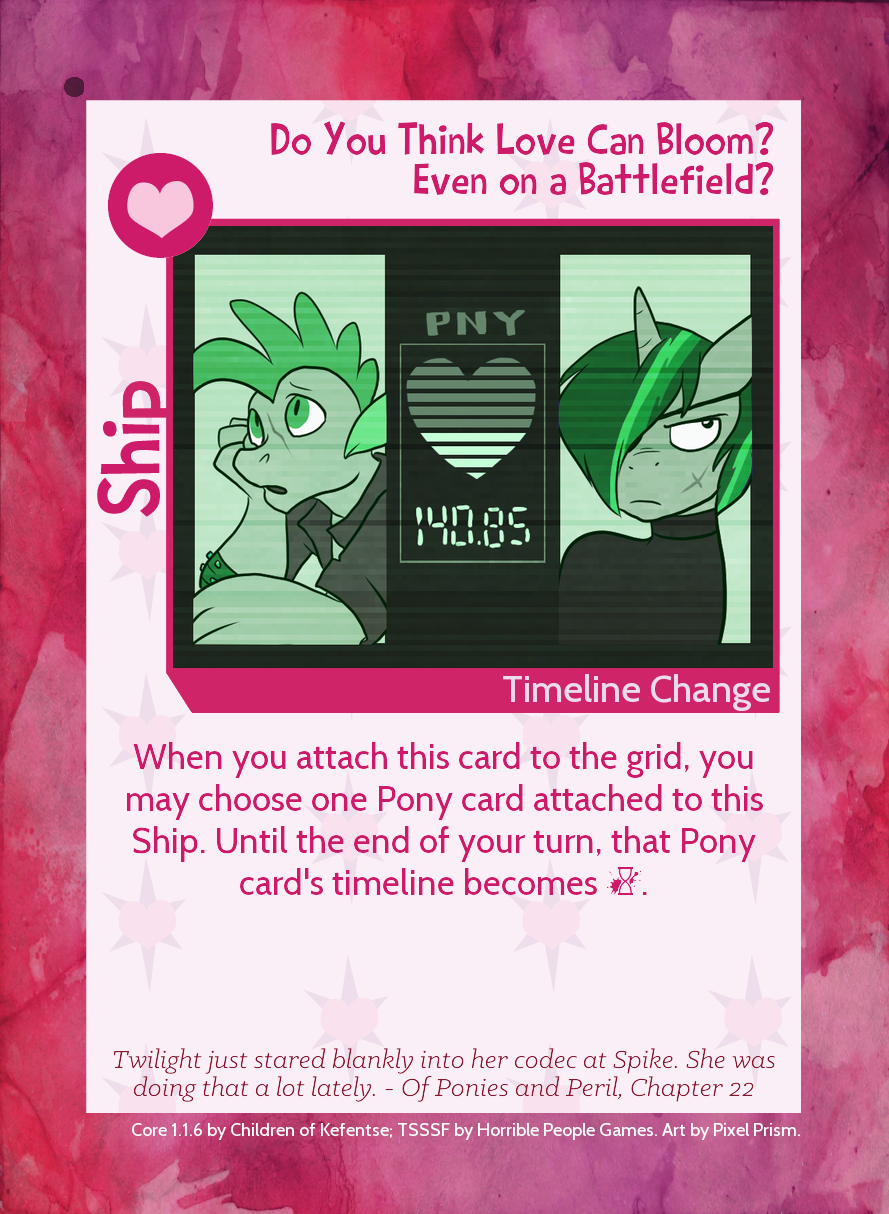 Do You Think Love Can Bloom?
Even on a Battlefield?
PNY
140.85
Ship
Timeline Change
When you attach this card to the grid, you
may choose one Pony card attached to this
Ship. Until the end of your turn, that Pony
card's timeline becomes .
Twilight just stared blankly into her codec at Spike. She was
doing that a lot lately. - Of Ponies and Peril, Chapter 22
Core 1.1.6 by Children of Kefentse; TSSSF by Horrible People Games. Art by Pixel Prism.